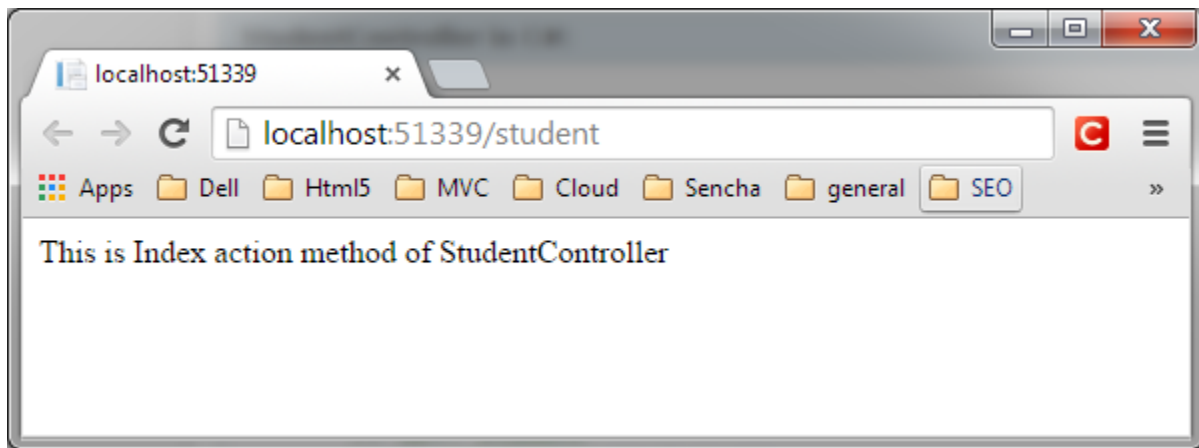 localhost:51339
localhost:51339/student
Apps Dell Html5 MVC Cloud Sencha general SEO »
This is Index action method of StudentController